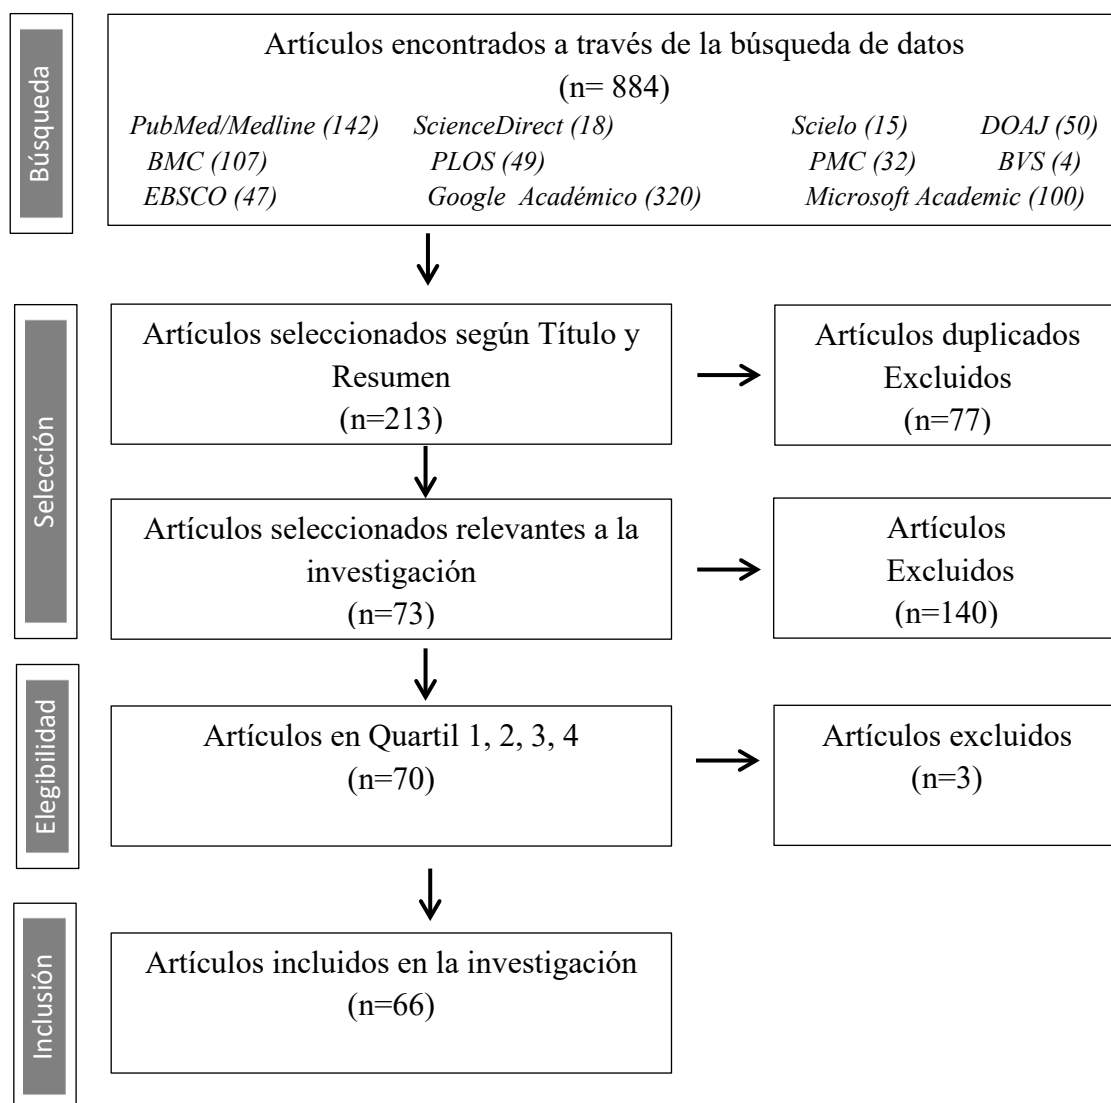 Búsqueda
Artículos encontrados a través de la búsqueda de datos
(n= 884)
PubMed/Medline (142) ScienceDirect (18) Scielo (15) DOAJ (50)
BMC (107) PLOS (49) PMC (32) BVS (4)
EBSCO (47) Google Académico (320) Microsoft Academic (100)
Selección
Artículos seleccionados según Título y
Resumen
(n=213)
Artículos duplicados
Excluidos
(n=77)
Artículos seleccionados relevantes a la
investigación
(n=73)
Artículos
Excluidos
(n=140)
Elegibilidad
Artículos en Quartil 1, 2, 3, 4
(n=70)
Artículos excluidos
(n=3)
Inclusión
Artículos incluidos en la investigación
(n=66)